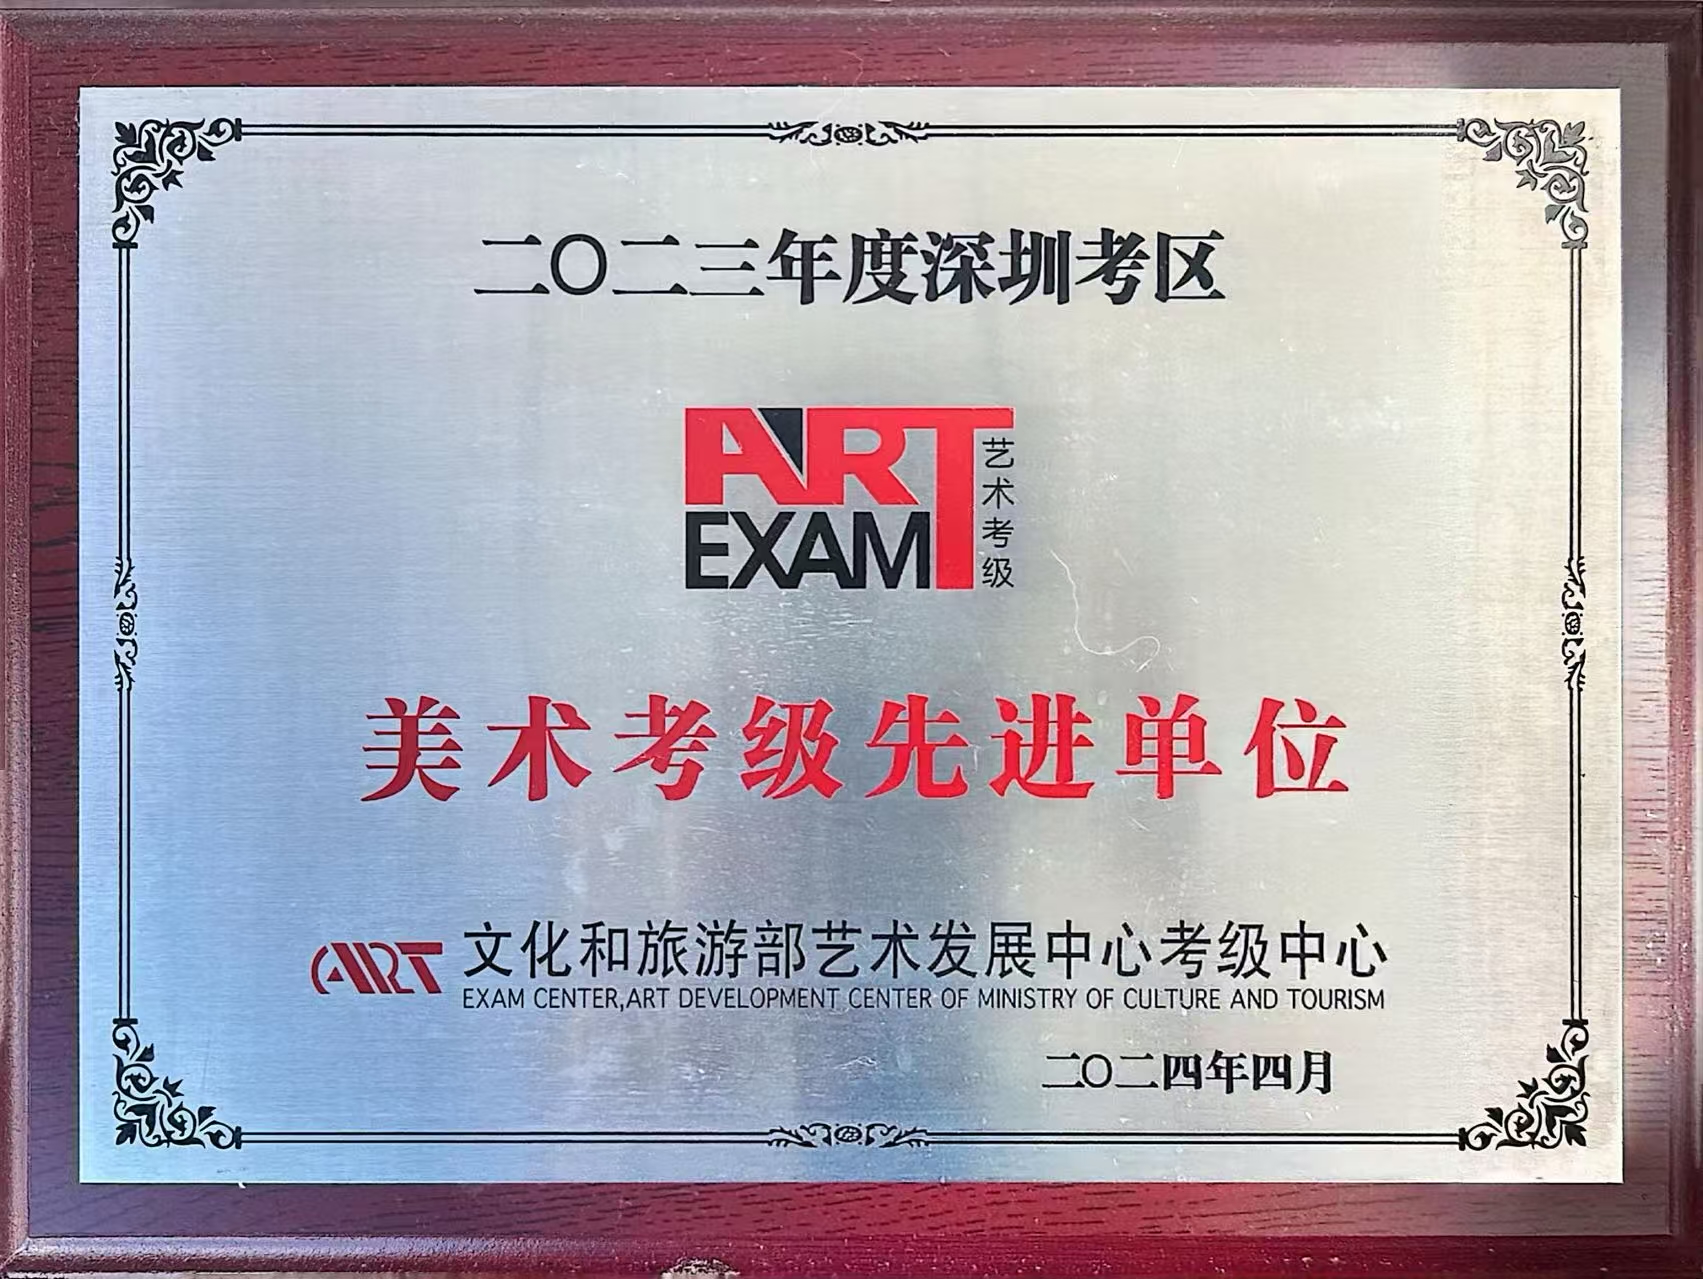 二〇二三年度深圳考区
ART
EXAM
艺术考级
美术考级先进单位
ART
文化和旅游部艺术发展中心考级中心
EXAM CENTER,ART DEVELOPMENT CENTER OF MINISTRY OF CULTURE AND TOURISM
二〇二四年四月